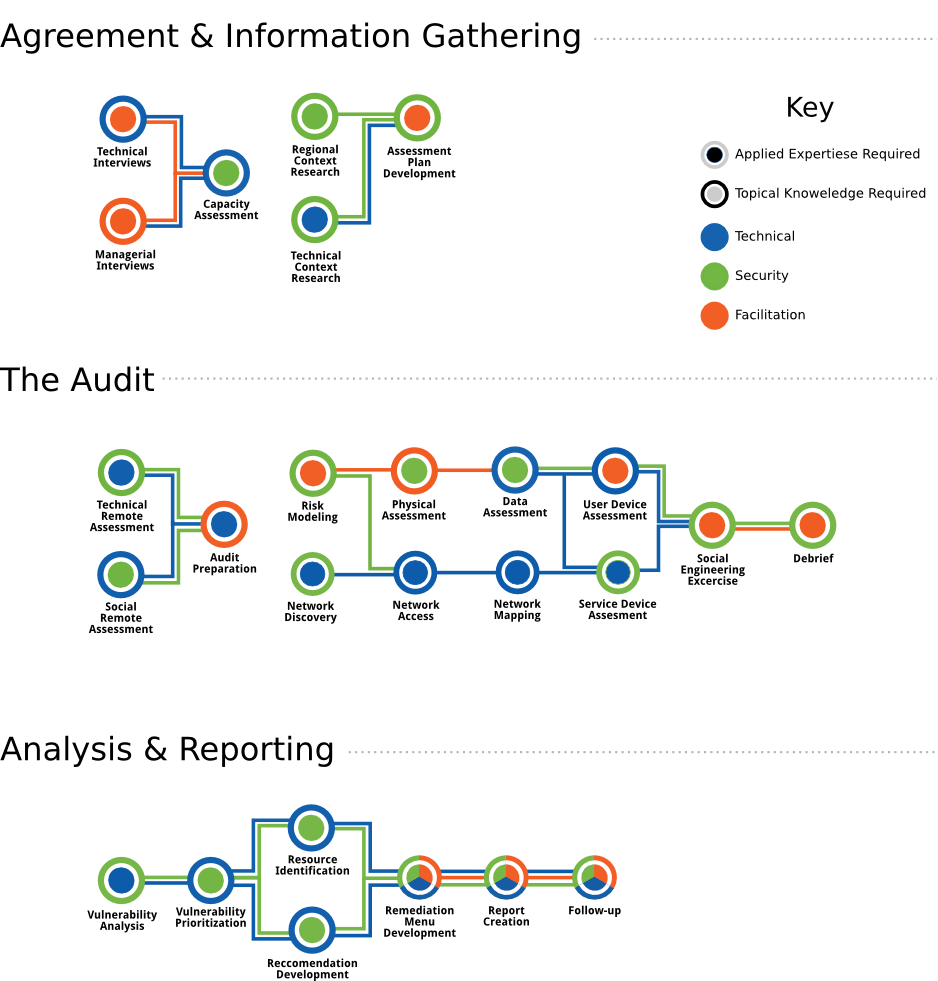 Agreement & Information Gathering
Key
Applied Expertiese Required
Topical Knoweledge Required
Technical
Security
Facilitation
Technical
Interviews
Managerial
Interviews
Capacity
Assessment
Regional
Context
Research
Technical
Context
Research
Assessment
Plan
Development
The Audit
Technical
Remote
Assessment
Social
Remote
Assessment
Audit
Preparation
Risk
Modeling
Physical
Assessment
Data
Assessment
User Device
Assessment
Network
Discovery
Network
Access
Network
Mapping
Service Device
Assesment
Social
Engineering
Excercise
Debrief
Analysis & Reporting
Vulnerability
Analysis
Vulnerability
Prioritization
Resource
Identification
Reccomendation
Development
Remediation
Menu
Development
Report
Creation
Follow-up